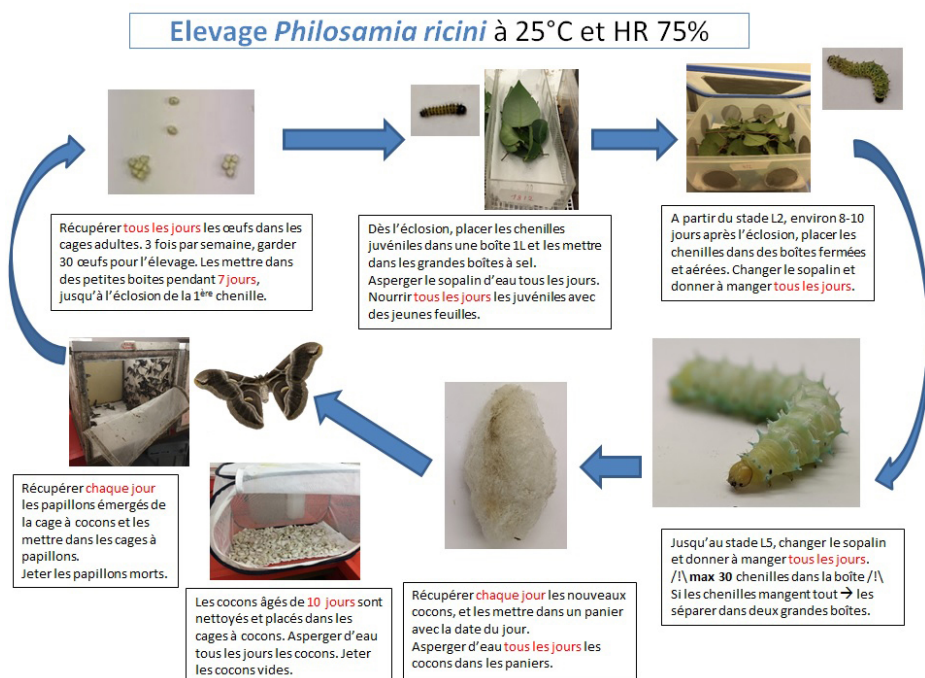 Elevage Philosamia ricini à 25°C et HR 75%
Récupérer tous les jours les œufs dans les
cages adultes. 3 fois par semaine, garder
30 œufs pour l'élevage. Les mettre dans
des petites boites pendant 7 jours,
jusqu'à l'éclosion de la 1ère chenille.
Dès l'éclosion, placer les chenilles
juvéniles dans une boîte 1L et les mettre
dans les grandes boîtes à sel.
Asperger le sopalin d'eau tous les jours.
Nourrir tous les jours les juvéniles avec
des jeunes feuilles.
A partir du stade L2, environ 8-10
jours après l'éclosion, placer les
chenilles dans des boîtes fermées
et aérées. Changer le sopalin et
donner à manger tous les jours.
Jusqu'au stade L5, changer le sopalin
et donner à manger tous les jours.
/!\ max 30 chenilles dans la boîte /!\
Si les chenilles mangent tout → les
séparer dans deux grandes boîtes.
Récupérer chaque jour les nouveaux
cocons, et les mettre dans un panier
avec la date du jour.
Asperger d'eau tous les jours les
cocons dans les paniers.
Les cocons âgés de 10 jours sont
nettoyés et placés dans les
cages à cocons. Asperger d'eau
tous les jours les cocons. Jeter
les cocons vides.
Récupérer chaque jour
les papillons émergés de
la cage à cocons et les
mettre dans les cages à
papillons.
Jeter les papillons morts.